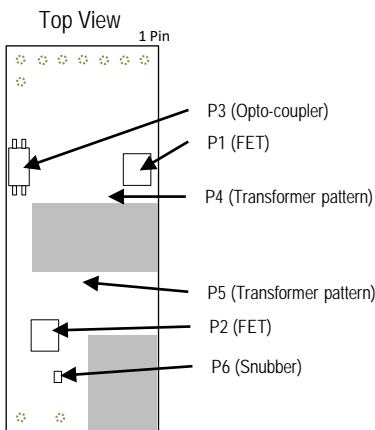 Top View
1 Pin
P3 (Opto-coupler)
P1 (FET)
P4 (Transformer pattern)
P5 (Transformer pattern)
P2 (FET)
P6 (Snubber)